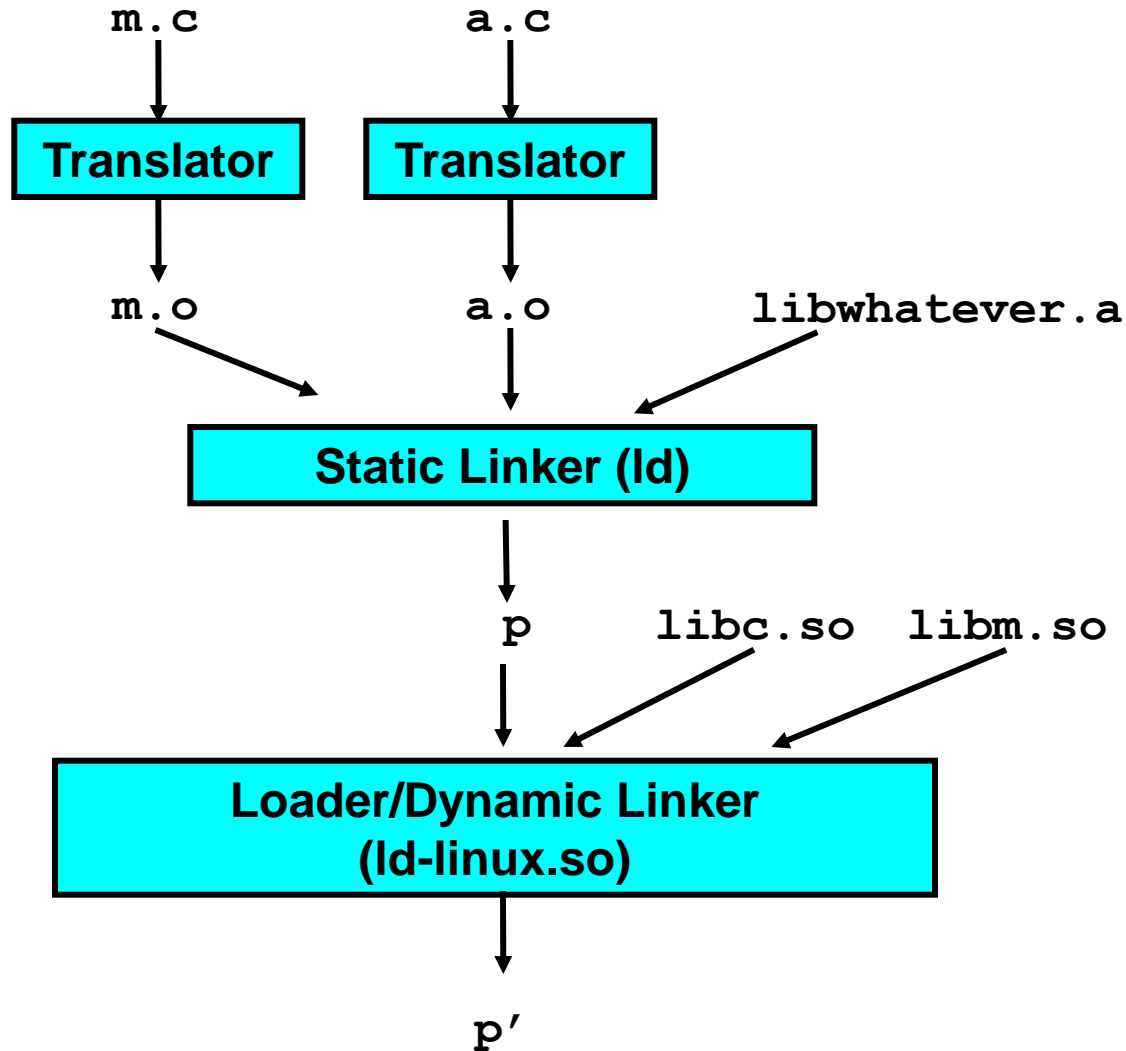 m.c a.c
Translator Translator
m.o a.o libwhatever.a
Static Linker (ld)
p libc.so libm.so
Loader/Dynamic Linker
(ld-linux.so)
p′